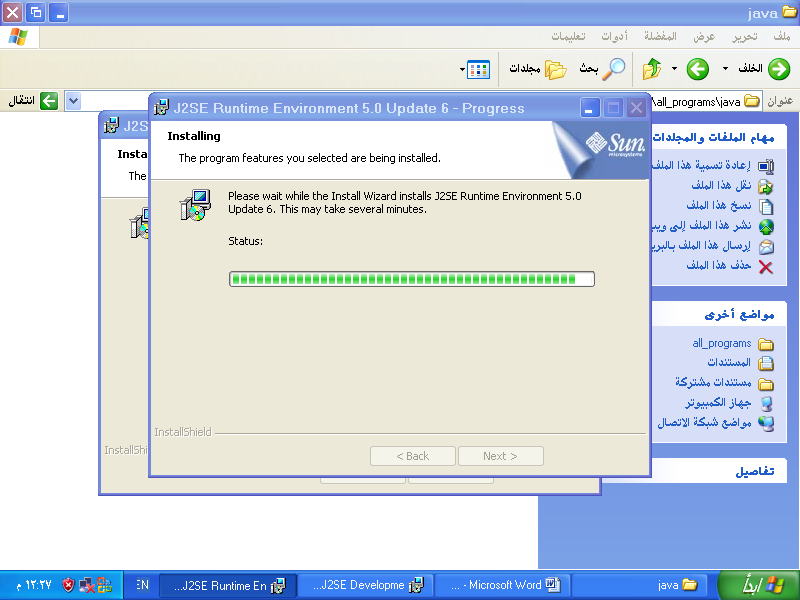 java
ملف تحرير عرض المفضلة أدوات تعليمات
الخلف بحث مجلدات
عنوان \all_programs\java انتقال
J2SE Runtime Environment 5.0 Update 6 - Progress
Installing
The program features you selected are being installed.
Sun.
microsystems
Please wait while the Install Wizard installs J2SE Runtime Environment 5.0
Update 6. This may take several minutes.
Status:
InstallShield
< Back Next >
J2S
Insta
The
InstallShi
مهام الملفات والمجلدات
إعادة تسمية هذا المل
نقل هذا الملف
نسخ هذا الملف
نشر هذا الملف إلى ويب
إرسال هذا الملف بالبري
حذف هذا الملف
مواضع أخرى
all_programs
المستندات
مستندات مشتركة
جهاز الكمبيوتر
مواضع شبكة الاتصال
تفاصيل
ابدأ
java
... - Microsoft Word
...J2SE Developme
...J2SE Runtime En
EN
١٢:٢٧ م